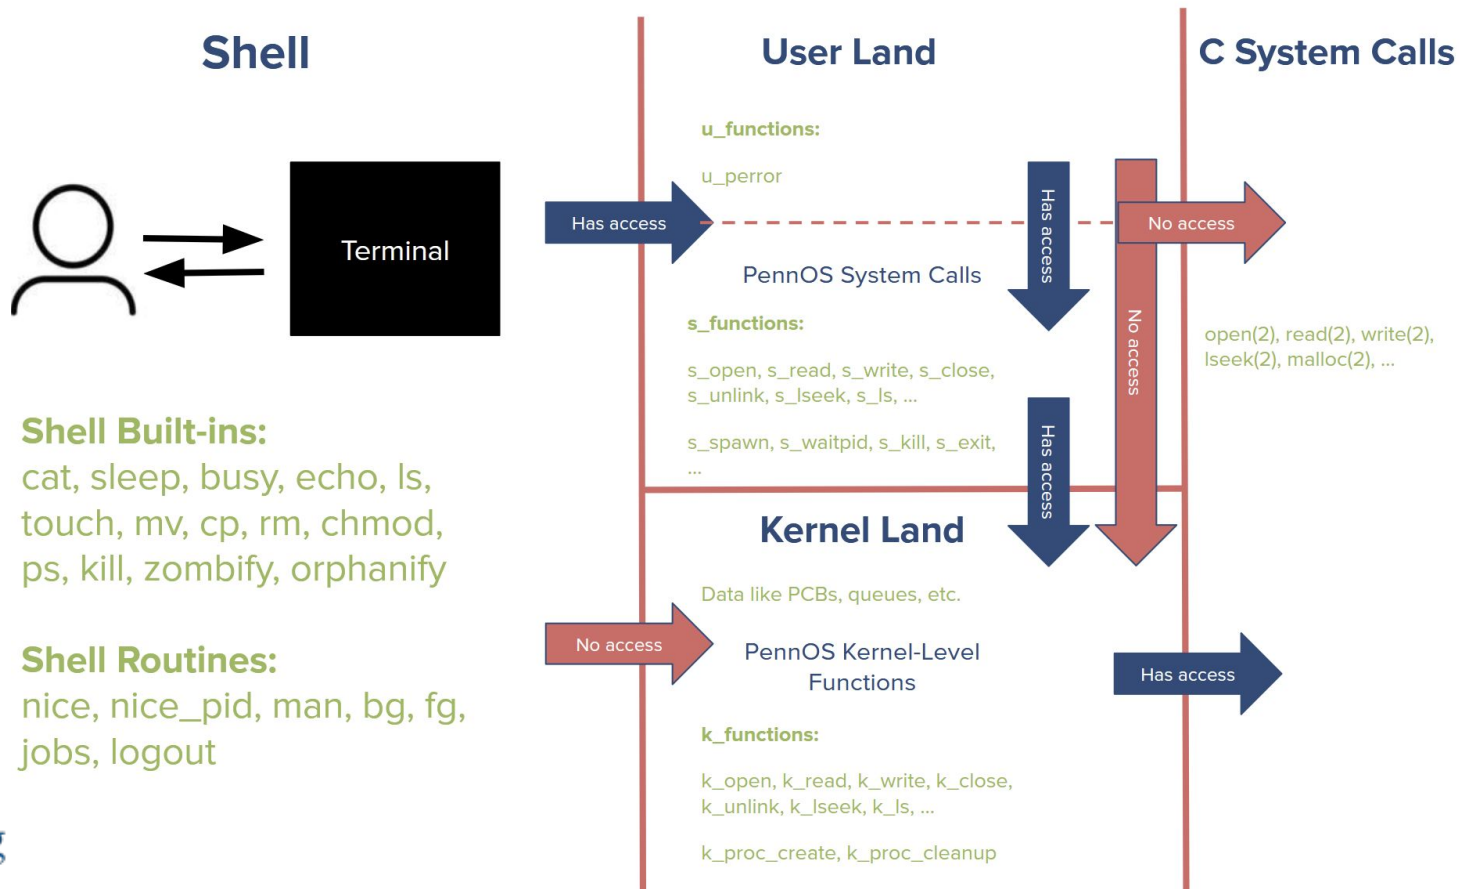 Shell
User Land
C System Calls
u_functions:
u_perror
Terminal
Has access
Has access
No access
No access
PennOS System Calls
s_functions:
s_open, s_read, s_write, s_close,
s_unlink, s_lseek, s_ls, ...
s_spawn, s_waitpid, s_kill, s_exit,
...
Has access
open(2), read(2), write(2),
lseek(2), malloc(2), ...
Shell Built-ins:
cat, sleep, busy, echo, ls,
touch, mv, cp, rm, chmod,
ps, kill, zombify, orphanify
Shell Routines:
nice, nice_pid, man, bg, fg,
jobs, logout
Kernel Land
Data like PCBs, queues, etc.
No access
PennOS Kernel-Level
Functions
Has access
k_functions:
k_open, k_read, k_write, k_close,
k_unlink, k_lseek, k_ls, ...
k_proc_create, k_proc_cleanup
g